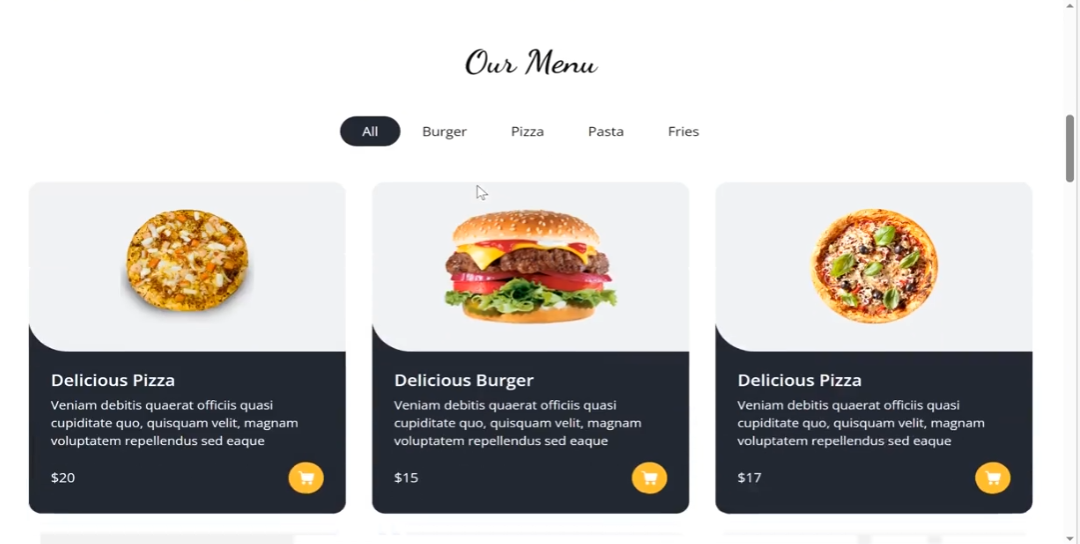 Our Menu
All Burger Pizza Pasta Fries
Delicious Pizza
Veniam debitis quaerat officiis quasi
cupiditate quo, quisquam velit, magnam
voluptatem repellendus sed eaque
$20
Delicious Burger
Veniam debitis quaerat officiis quasi
cupiditate quo, quisquam velit, magnam
voluptatem repellendus sed eaque
$15
Delicious Pizza
Veniam debitis quaerat officiis quasi
cupiditate quo, quisquam velit, magnam
voluptatem repellendus sed eaque
$17